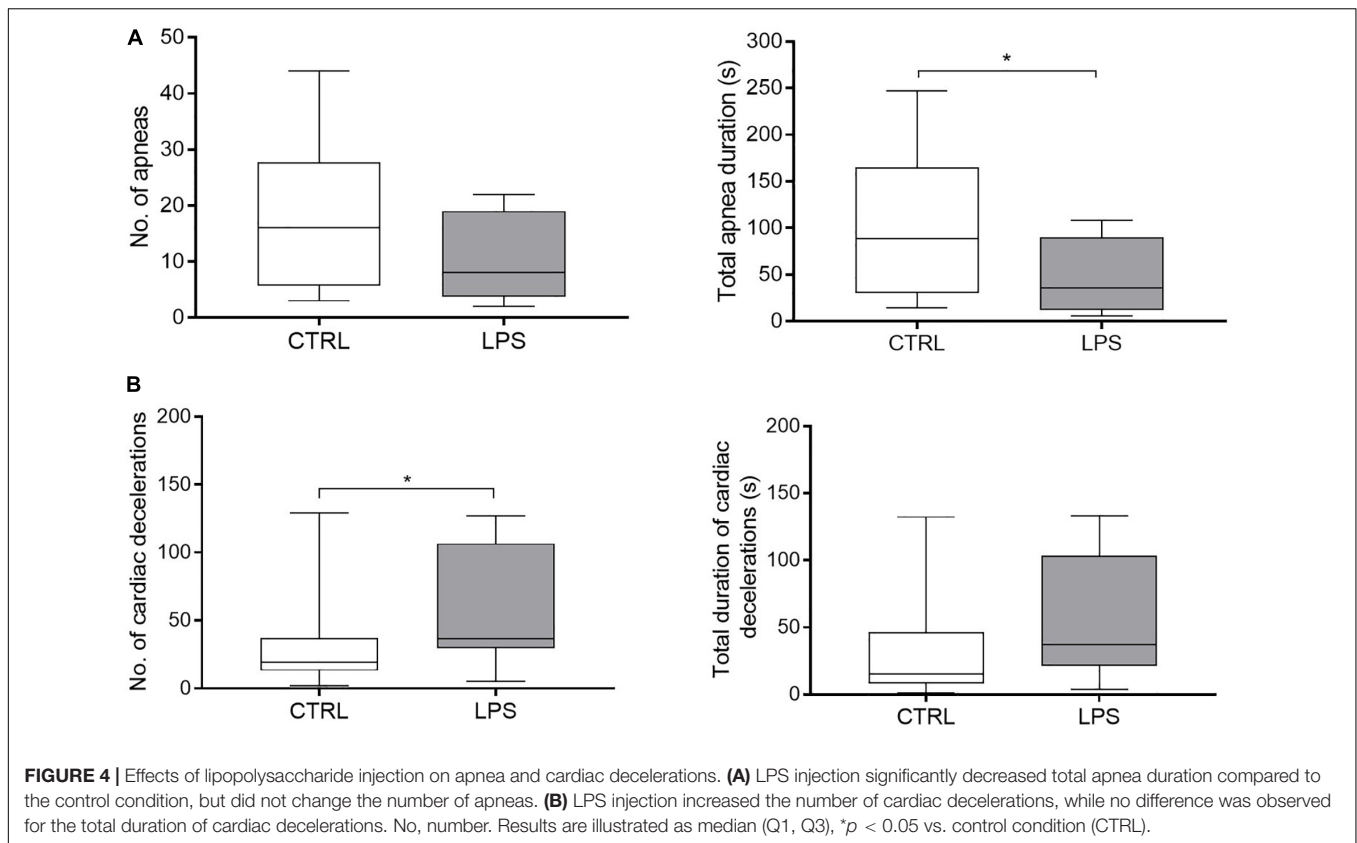 A
No. of apneas
50
40
30
20
10
0
CTRL LPS
Total apnea duration (s)
300
250
200
150
100
50
0
*
CTRL LPS
B
No. of cardiac decelerations
200
150
100
50
0
*
CTRL LPS
Total duration of cardiac
decelerations (s)
200
150
100
50
0
CTRL LPS
FIGURE 4 | Effects of lipopolysaccharide injection on apnea and cardiac decelerations. (A) LPS injection significantly decreased total apnea duration compared to
the control condition, but did not change the number of apneas. (B) LPS injection increased the number of cardiac decelerations, while no difference was observed
for the total duration of cardiac decelerations. No, number. Results are illustrated as median (Q1, Q3), *p < 0.05 vs. control condition (CTRL).